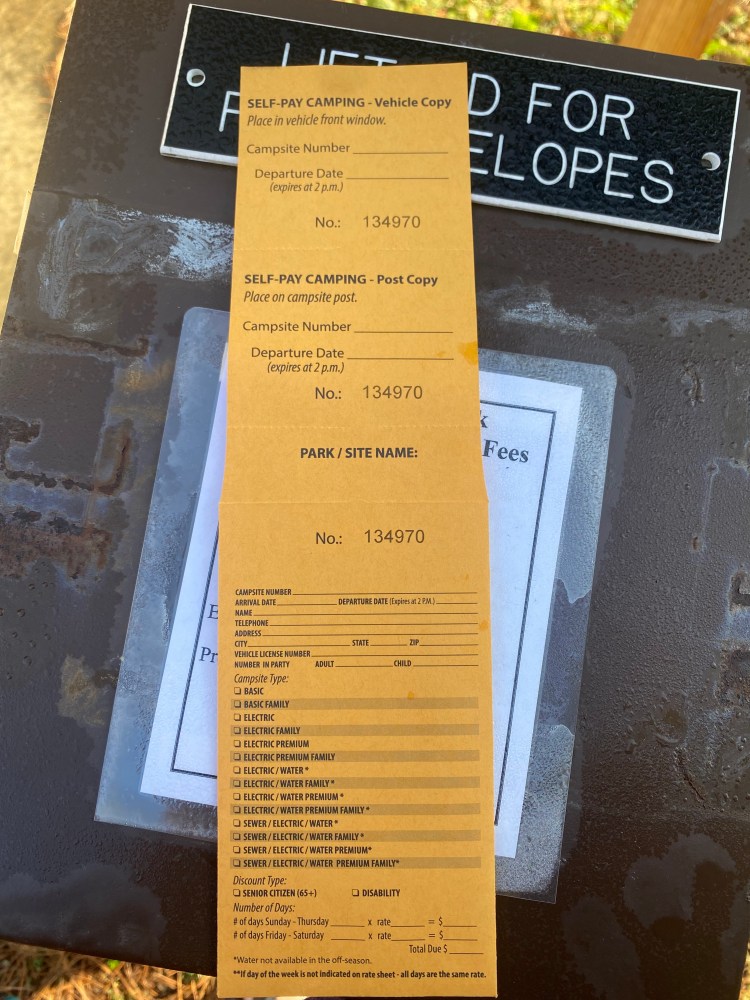 D FOR
ELOPES
SELF-PAY CAMPING - Vehicle Copy
Place in vehicle front window.
Campsite Number
Departure Date
(expires at 2 p.m.)
No.: 134970
SELF-PAY CAMPING - Post Copy
Place on campsite post.
Campsite Number
Departure Date
(expires at 2 p.m.)
No.: 134970
Fees
PARK / SITE NAME:
No.: 134970
CAMPSITE NUMBER
ARRIVAL DATE DEPARTURE DATE (Expires at 2 P.M.)
NAME
TELEPHONE
ADDRESS
CITY STATE ZIP
VEHICLE LICENSE NUMBER
NUMBER IN PARTY ADULT CHILD
Campsite Type:
BASIC
BASIC FAMILY
ELECTRIC
ELECTRIC FAMILY
ELECTRIC PREMIUM
ELECTRIC PREMIUM FAMILY
ELECTRIC / WATER *
ELECTRIC / WATER FAMILY *
ELECTRIC / WATER PREMIUM *
ELECTRIC / WATER PREMIUM FAMILY *
SEWER / ELECTRIC / WATER *
SEWER / ELECTRIC / WATER FAMILY *
SEWER / ELECTRIC / WATER PREMIUM*
SEWER / ELECTRIC / WATER PREMIUM FAMILY*
Discount Type:
SENIOR CITIZEN (65+) DISABILITY
Number of Days:
# of days Sunday - Thursday x rate = $
# of days Friday - Saturday x rate = $
Total Due $
*Water not available in the off-season.
**If day of the week is not indicated on rate sheet - all days are the same rate.